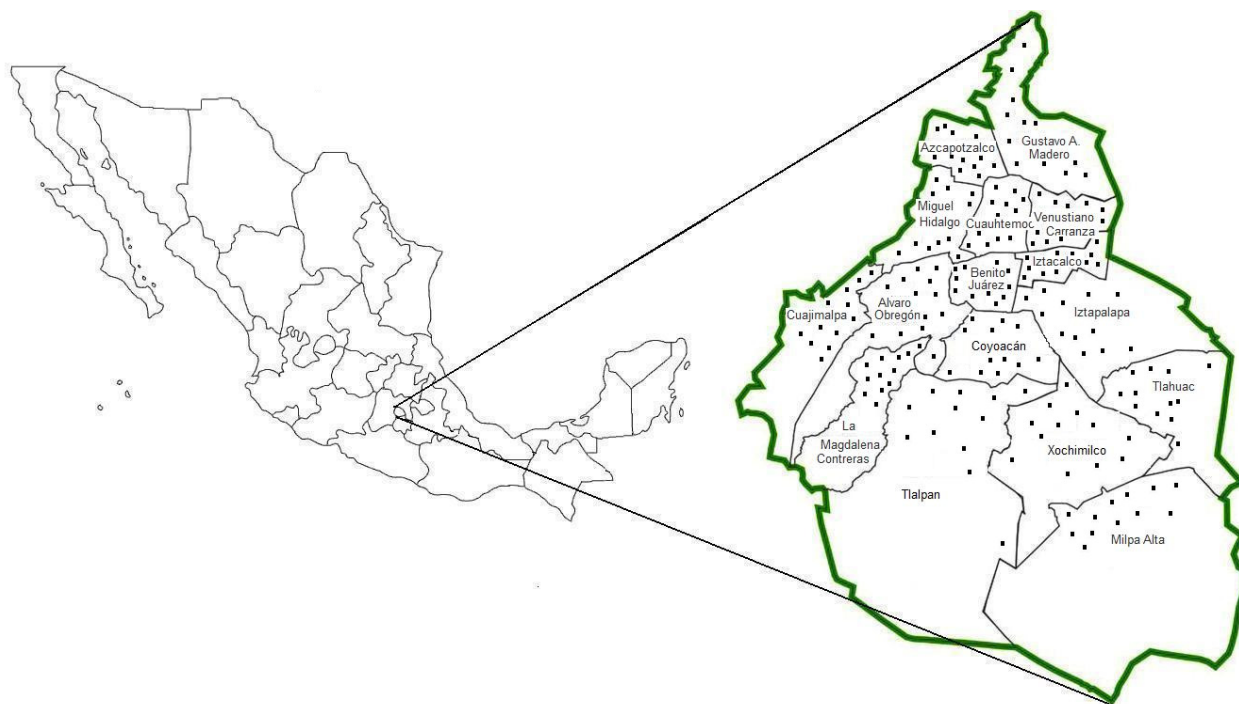 Gustavo A.
Madero
Azcapotzalco
Miguel
Hidalgo
Cuauhtemoc
Venustiano
Carranza
Iztacalco
Benito
Juárez
Cuajimalpa
Alvaro
Obregón
Iztapalapa
Coyoacán
Tlahuac
La
Magdalena
Contreras
Xochimilco
Tlalpan
Milpa Alta